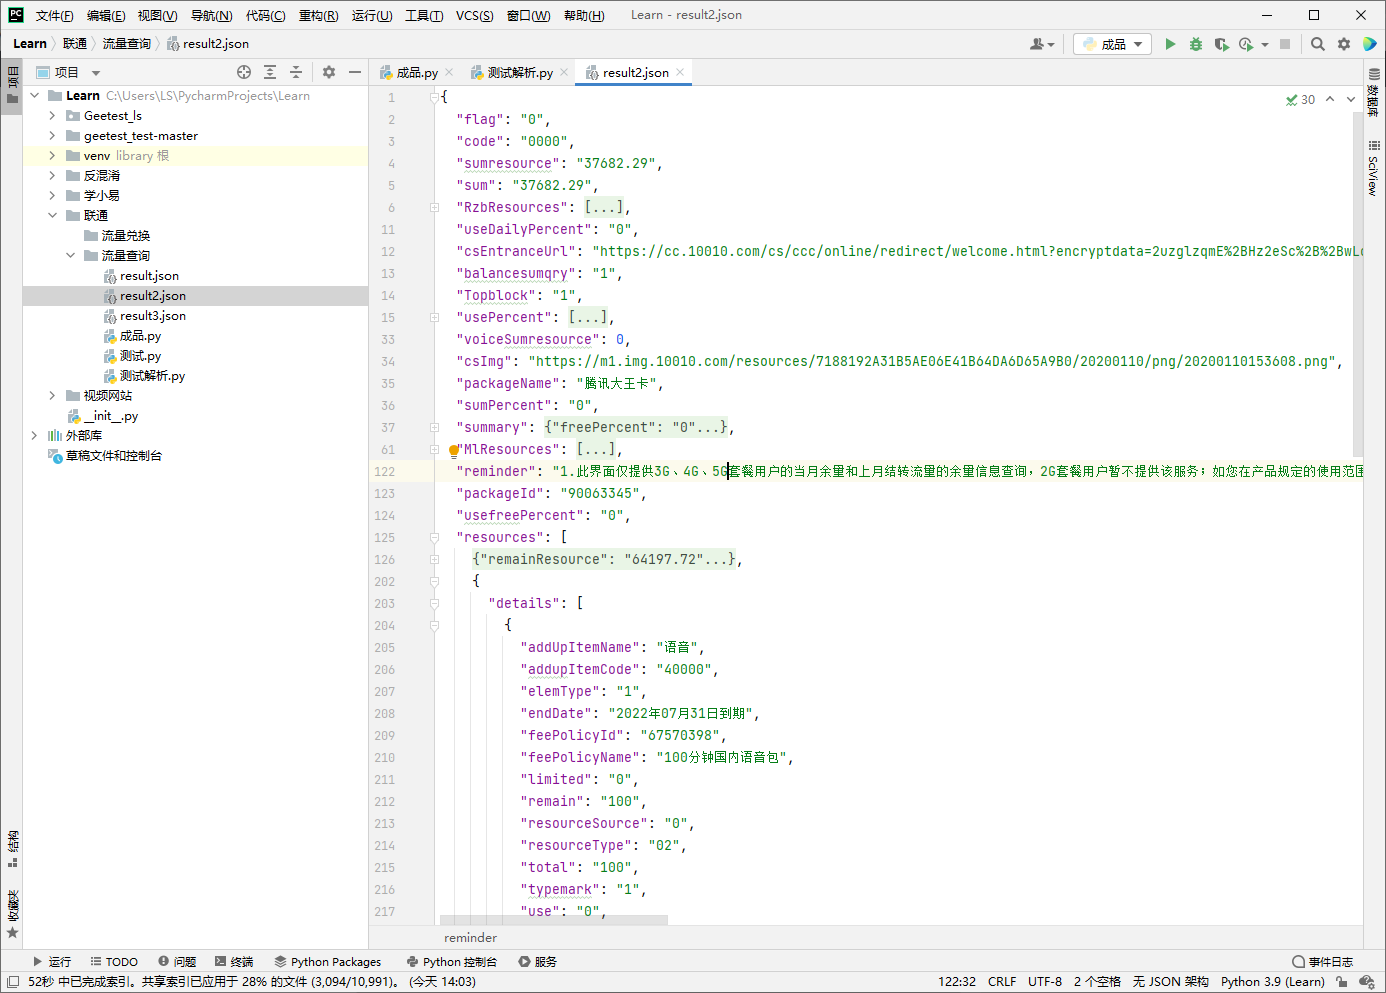 PC 文件(F) 编辑(E) 视图(V) 导航(N) 代码(C) 重构(R) 运行(U) 工具(T) VCS(S) 窗口(W) 帮助(H) Learn - result2.json
Learn 联通 流量查询 result2.json 成品
项目
项目
成品.py 测试解析.py result2.json
Learn C:\Users\LS\PycharmProjects\Learn
Geetest_ls
geetest_test-master
venv library 根
反混淆
学小易
联通
流量兑换
流量查询
result.json
result2.json
result3.json
成品.py
测试.py
测试解析.py
视频网站
__init__.py
外部库
草稿文件和控制台
结构
收藏夹
30
1 {
2 "flag": "0",
3 "code": "0000",
4 "sumresource": "37682.29",
5 "sum": "37682.29",
6 "RzbResources": [...],
11 "useDailyPercent": "0",
12 "csEntranceUrl": "https://cc.10010.com/cs/ccc/online/redirect/welcome.html?encryptdata=2uzglzqmE%2BHz2eSc%2B%2BwLc
13 "balancesumqry": "1",
14 "Topblock": "1",
15 "usePercent": [...],
33 "voiceSumresource": 0,
34 "csImg": "https://m1.img.10010.com/resources/7188192A31B5AE06E41B64DA6D65A9B0/20200110/png/20200110153608.png",
35 "packageName": "腾讯大王卡",
36 "sumPercent": "0",
37 "summary": {"freePercent": "0"...},
61 "MlResources": [...],
122 "reminder": "1.此界面仅提供3G、4G、5G套餐用户的当月余量和上月结转流量的余量信息查询，2G套餐用户暂不提供该服务；如您在产品规定的使用范围
123 "packageId": "90063345",
124 "usefreePercent": "0",
125 "resources": [
126 {"remainResource": "64197.72"...},
202 {
203 "details": [
204 {
205 "addUpItemName": "语音",
206 "addupItemCode": "40000",
207 "elemType": "1",
208 "endDate": "2022年07月31日到期",
209 "feePolicyId": "67570398",
210 "feePolicyName": "100分钟国内语音包",
211 "limited": "0",
212 "remain": "100",
213 "resourceSource": "0",
214 "resourceType": "02",
215 "total": "100",
216 "typemark": "1",
217 "use": "0",
reminder
数据库
SciView
运行 TODO 问题 终端 Python Packages Python 控制台 服务 事件日志
52秒 中已完成索引。共享索引已应用于 28% 的文件 (3,094/10,991)。 (今天 14:03) 122:32 CRLF UTF-8 2 个空格 无 JSON 架构 Python 3.9 (Learn)